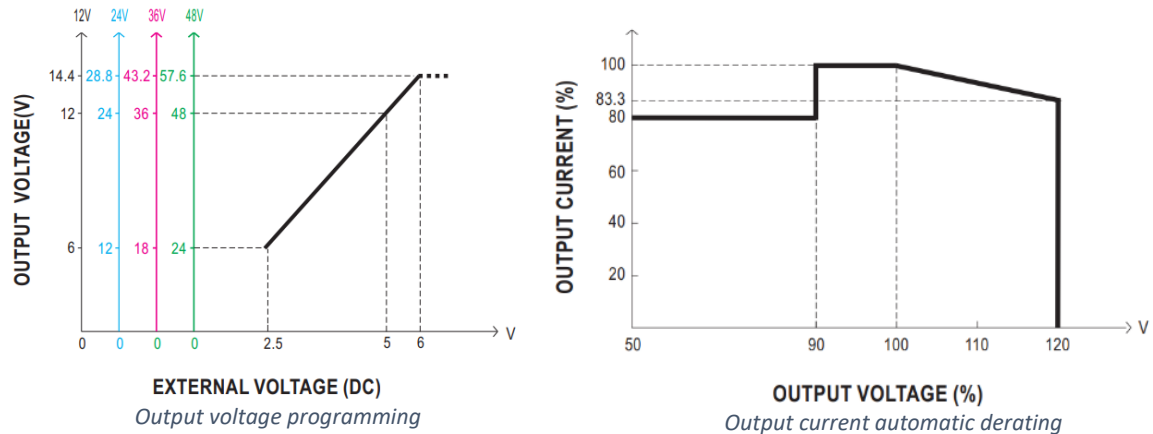 12V 24V 36V 48V
OUTPUT VOLTAGE(V)
14.4 28.8 43.2 57.6
12 24 36 48
6 12 18 24
0 0 0 0 2.5 5 6 V
EXTERNAL VOLTAGE (DC)
Output voltage programming
OUTPUT CURRENT (%)
100
83.3
80
60
40
20
50 90 100 110 120 V
OUTPUT VOLTAGE (%)
Output current automatic derating